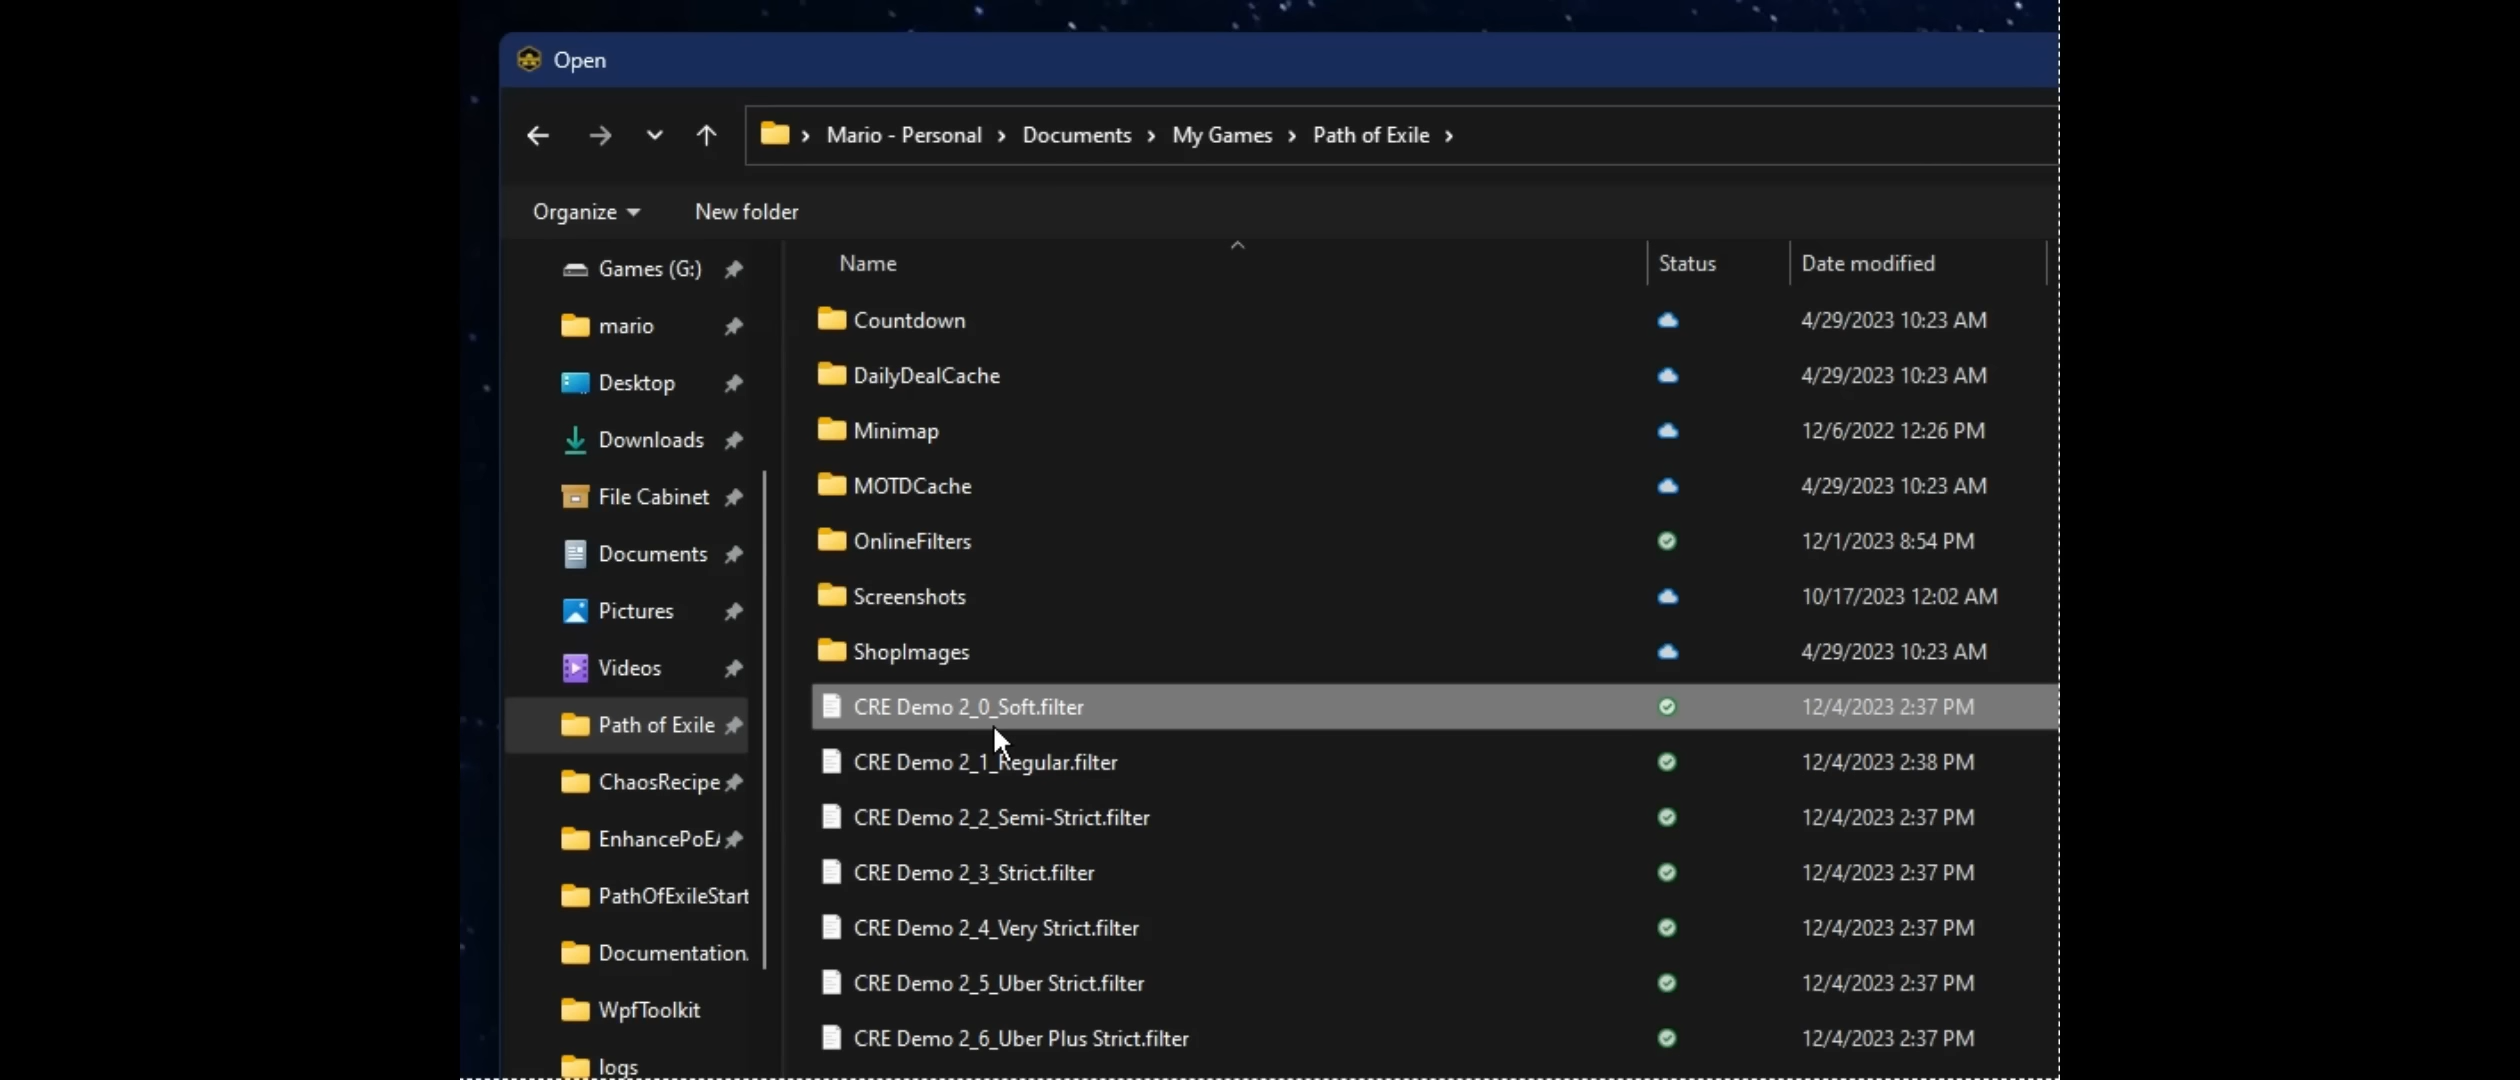 Open
Mario - Personal > Documents > My Games > Path of Exile >
Organize New folder
Name Status Date modified
Games (G:)
mario
Desktop
Downloads
File Cabinet
Documents
Pictures
Videos
Path of Exile
ChaosRecipe
EnhancePoEA
PathOfExileStart
Documentation.
WpfToolkit
logs
Countdown 4/29/2023 10:23 AM
DailyDealCache 4/29/2023 10:23 AM
Minimap 12/6/2022 12:26 PM
MOTDCache 4/29/2023 10:23 AM
OnlineFilters 12/1/2023 8:54 PM
Screenshots 10/17/2023 12:02 AM
ShopImages 4/29/2023 10:23 AM
CRE Demo 2_0_Soft.filter 12/4/2023 2:37 PM
CRE Demo 2_1_Regular.filter 12/4/2023 2:38 PM
CRE Demo 2_2_Semi-Strict.filter 12/4/2023 2:37 PM
CRE Demo 2_3_Strict.filter 12/4/2023 2:37 PM
CRE Demo 2_4_Very Strict.filter 12/4/2023 2:37 PM
CRE Demo 2_5_Uber Strict.filter 12/4/2023 2:37 PM
CRE Demo 2_6_Uber Plus Strict.filter 12/4/2023 2:37 PM